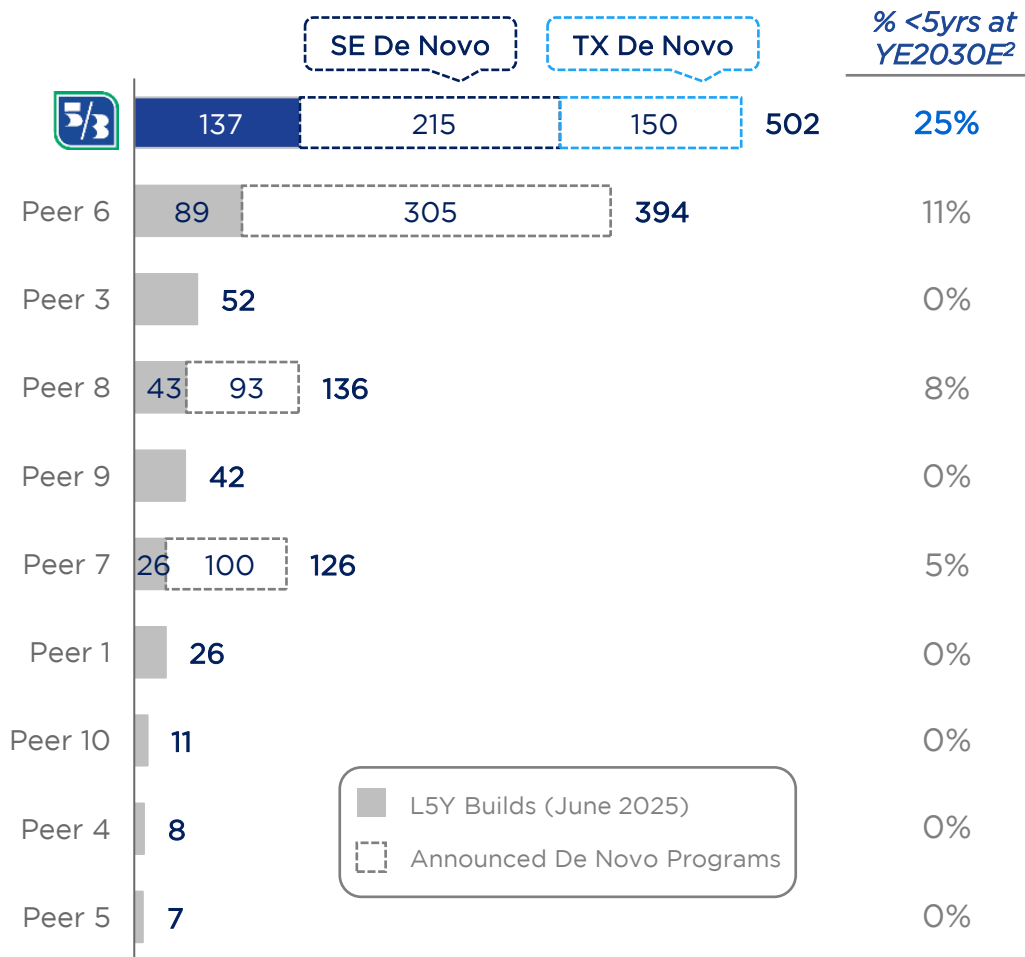 SE De Novo TX De Novo % <5yrs at
YE2030E²
5/3 137 215 150 502 25%
Peer 6 89 305 394 11%
Peer 3 52 0%
Peer 8 43 93 136 8%
Peer 9 42 0%
Peer 7 26 100 126 5%
Peer 1 26 0%
Peer 10 11 0%
L5Y Builds (June 2025)
Peer 4 8 0%
Announced De Novo Programs
Peer 5 7 0%